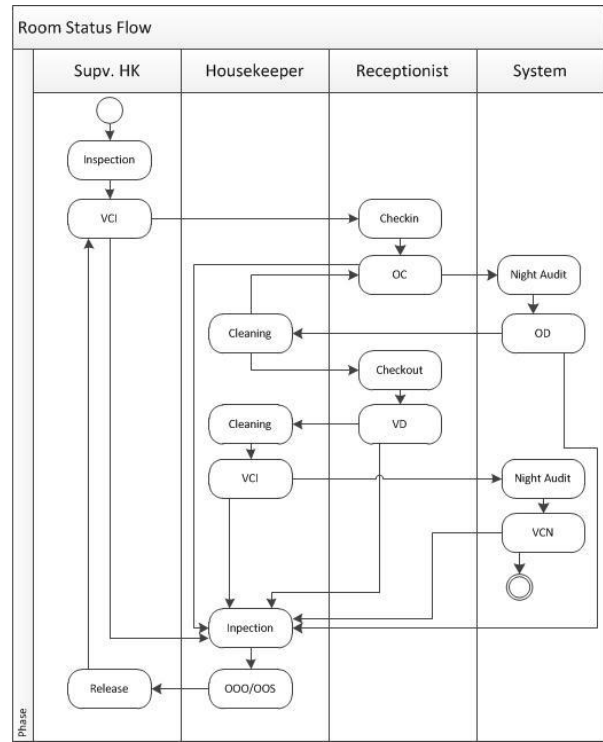 Room Status Flow
Supv. HK
Housekeeper
Receptionist
System
Inspection
VCI
Checkin
OC
Night Audit
Cleaning
OD
Checkout
Cleaning
VD
VCI
Night Audit
VCN
Inpection
Release
OOO/OOS
Phase